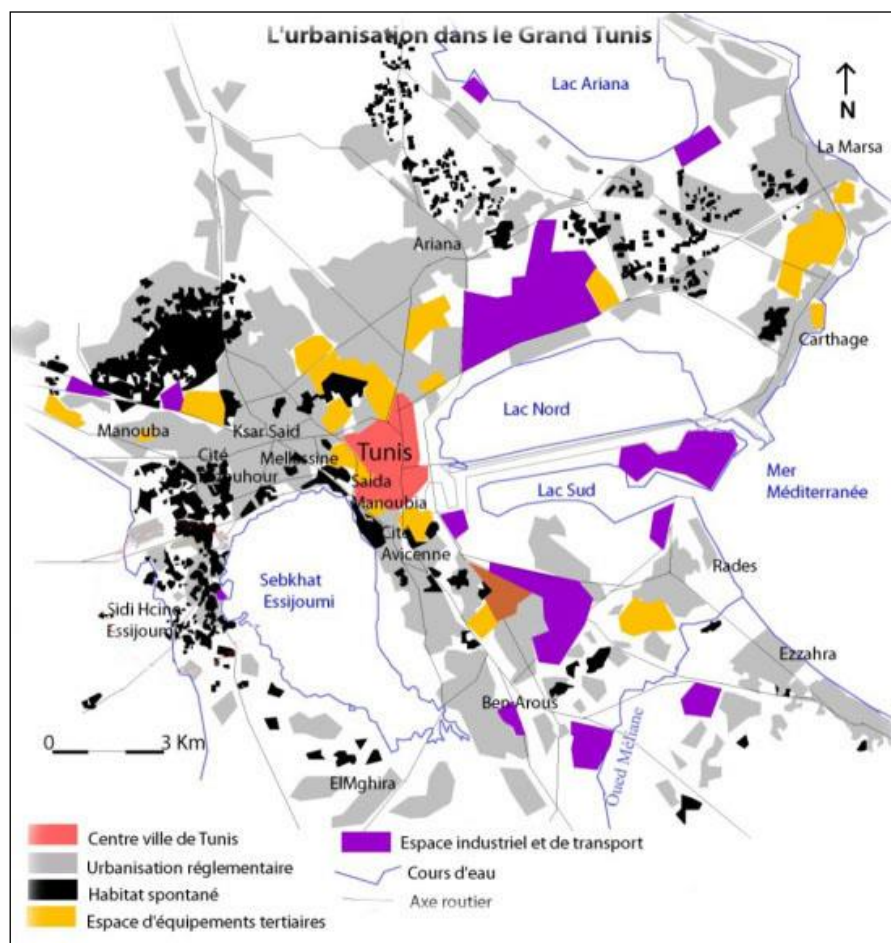 L'urbanisation dans le Grand Tunis
Lac Ariana
N
La Marsa
Ariana
Carthage
Lac Nord
Manouba
Ksar Said
Tunis
Cité
Mellassine
Mer
Méditerranée
Saida
Manoubia
Lac Sud
Cité
Avicenne
Rades
Sebkhat
Essijoumi
Sidi Hcine
Essijoumi
Ezzahra
Ben Arous
Oued Méliane
0 3 Km
ElMghira
Centre ville de Tunis
Urbanisation réglementaire
Habitat spontané
Espace d'équipements tertiaires
Espace industriel et de transport
Cours d'eau
Axe routier